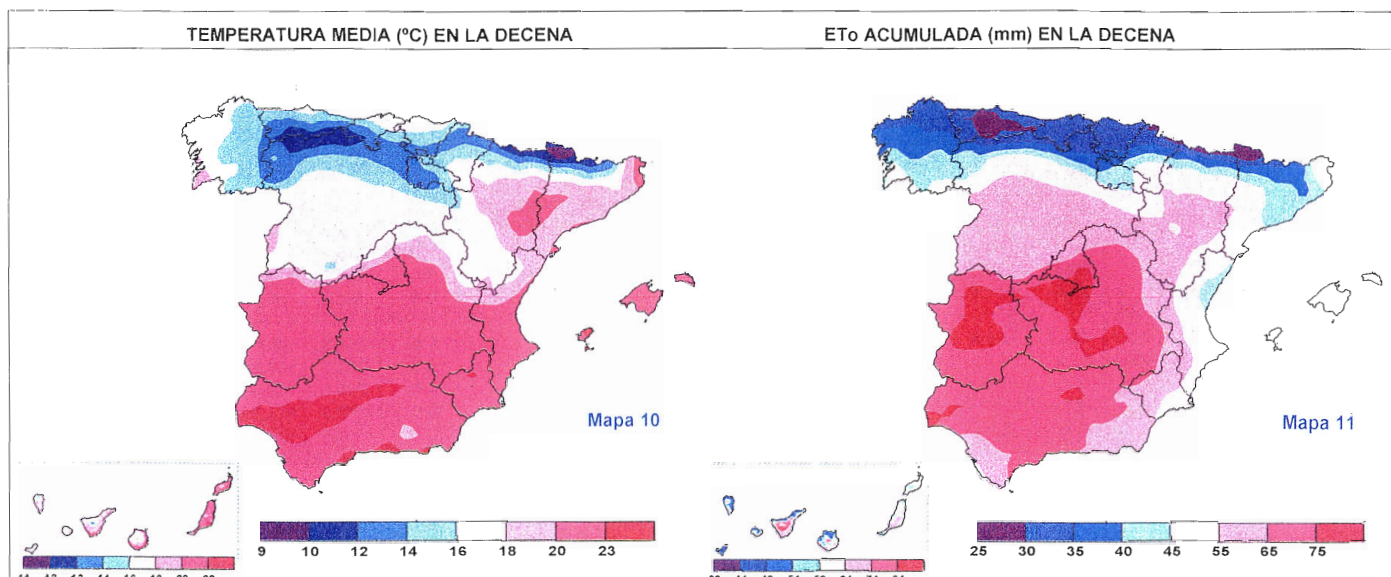 TEMPERATURA MEDIA (ºC) EN LA DECENA
ETo ACUMULADA (mm) EN LA DECENA
Mapa 10
Mapa 11
9 10 12 14 16 18 20 23
25 30 35 40 45 55 65 75